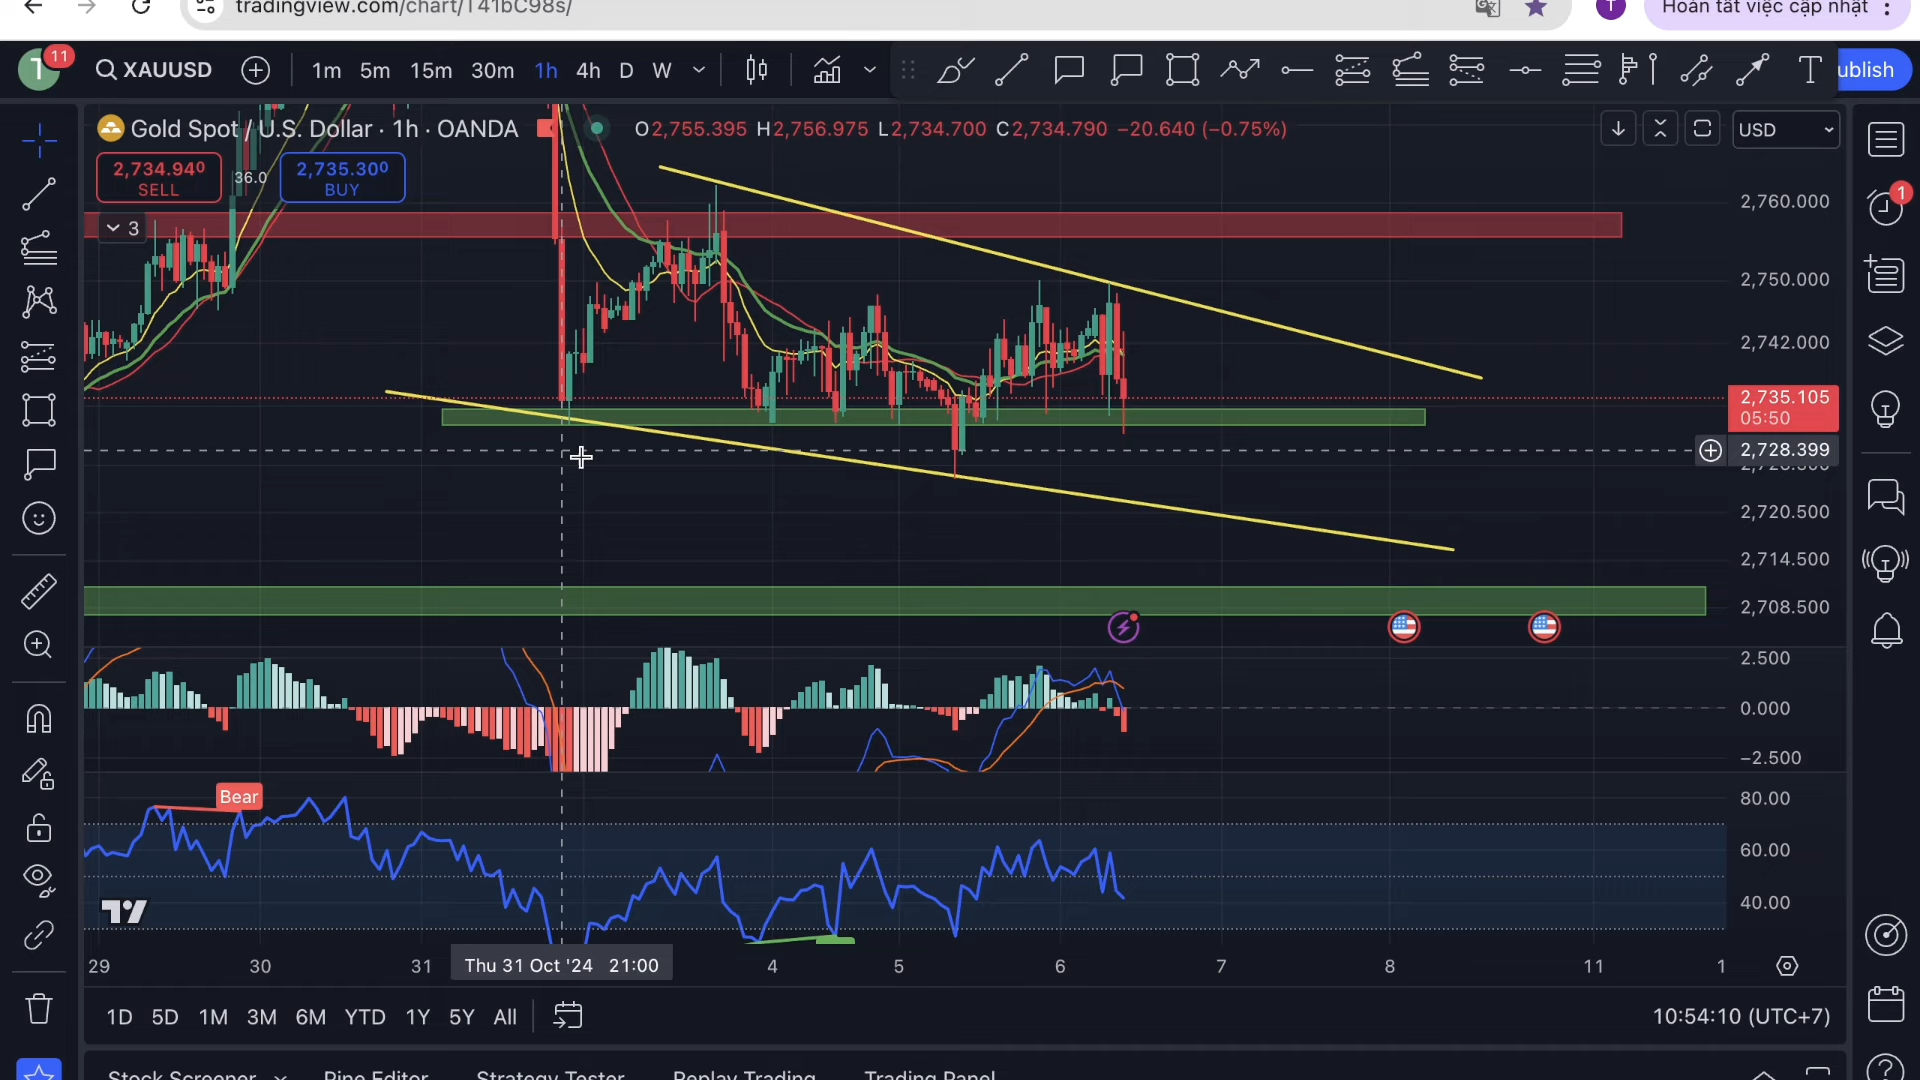 tradingview.com/chart/T41bC98s/
T
Hoàn tất việc cập nhật
11
XAUUSD
1m 5m 15m 30m 1h 4h D W
T
ublish
Gold Spot / U.S. Dollar · 1h · OANDA
O2,755.395 H2,756.975 L2,734.700 C2,734.790 −20.640 (−0.75%)
USD
2,734.940
SELL
36.0
2,735.300
BUY
3
1
2,760.000
2,750.000
2,742.000
2,735.105
05:50
2,728.399
2,720.500
2,714.500
2,708.500
2.500
0.000
−2.500
Bear
80.00
60.00
40.00
29 30 31 Thu 31 Oct '24 21:00 4 5 6 7 8 11 1
1D 5D 1M 3M 6M YTD 1Y 5Y All
10:54:10 (UTC+7)
Stock Screener Pine Editor Strategy Tester Replay Trading Trading Panel